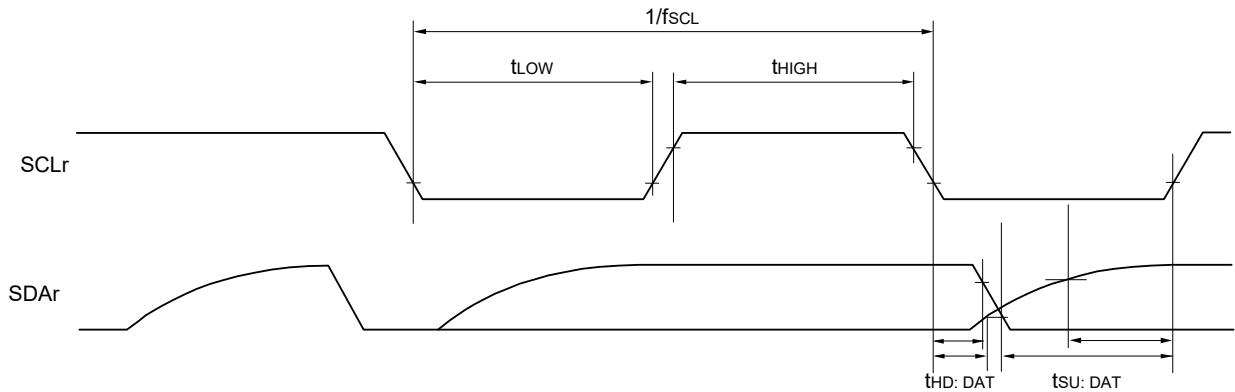 1/fSCL
tLOW
tHIGH
SCLr
SDAr
tHD: DAT
tSU: DAT